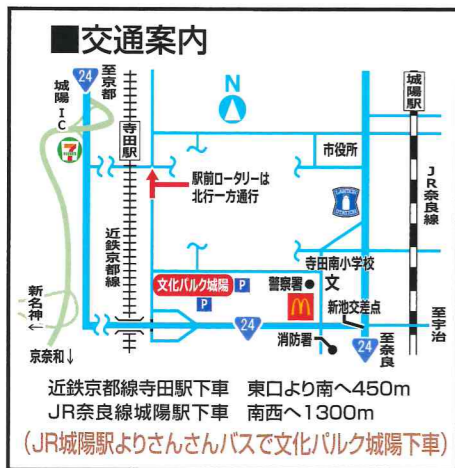 ■交通案内
至京都
24
城陽IC
N
城陽駅
寺田駅
市役所
駅前ロータリーは
北行一方通行
LAWSON
STATION
JR奈良線
近鉄京都線
寺田南小学校
文化パルク城陽
P
P
警察署
文
新池交差点
新名神←
京奈和↓
24
消防署
24
至奈良
至宇治
近鉄京都線寺田駅下車 東口より南へ450m
JR奈良線城陽駅下車 南西へ1300m
(JR城陽駅よりさんさんバスで文化パルク城陽下車)